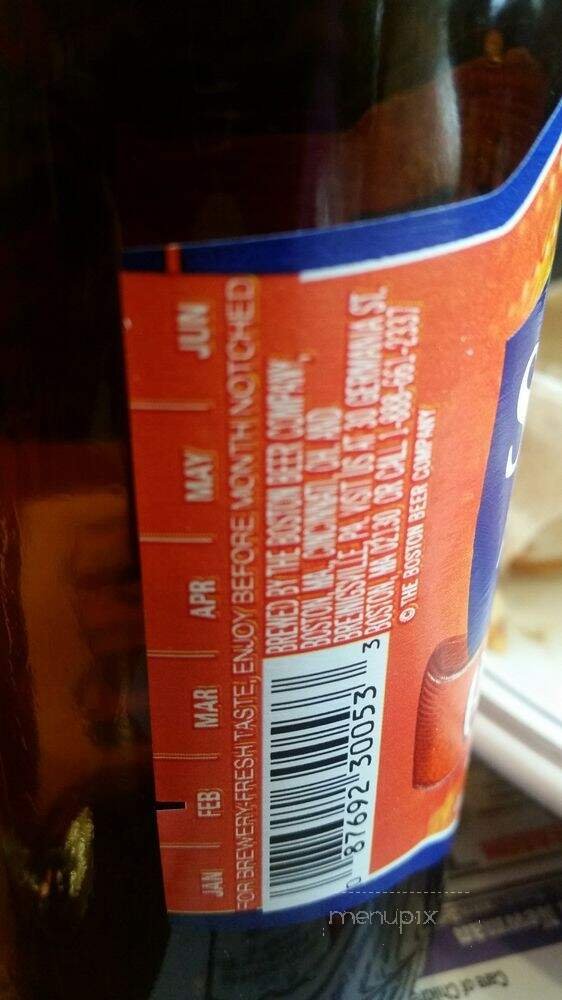 JAN FEB MAR APR MAY JUN
FOR BREWERY-FRESH TASTE, ENJOY BEFORE MONTH NOTCHED
BREWED BY THE BOSTON BEER COMPANY,
BOSTON, MA, CINCINNATI, OH, AND
BREINIGSVILLE, PA. VISIT US AT 30 GERMANIA ST.
BOSTON, MA 02130 OR CALL 1-888-661-2337
© THE BOSTON BEER COMPANY
0 87692 30053 3
S
menupix
Care of